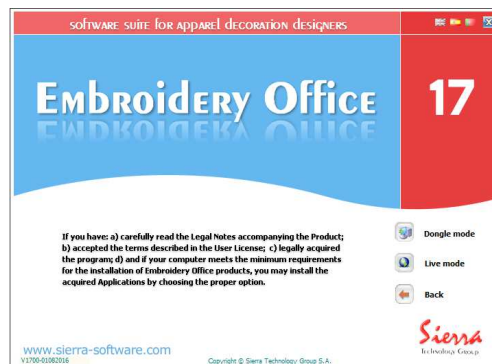 software suite for apparel decoration designers
Embroidery Office
17
If you have: a) carefully read the Legal Notes accompanying the Product;
b) accepted the terms described in the User License; c) legally acquired
the program; d) and if your computer meets the minimum requirements
for the installation of Embroidery Office products, you may install the
acquired Applications by choosing the proper option.
Dongle mode
Live mode
Back
www.sierra-software.com
V1700-01082016
Copyright © Sierra Technology Group S.A.
Sierra
Technology Group